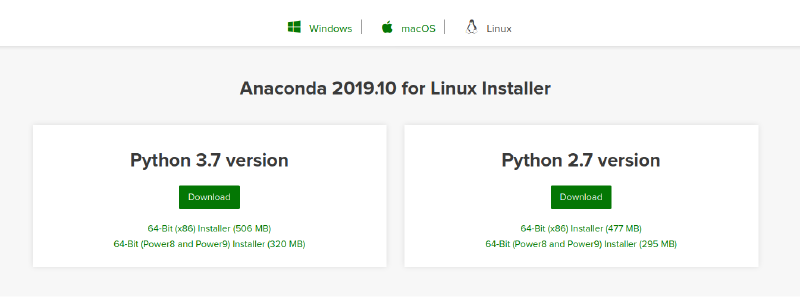 Windows macOS Linux
Anaconda 2019.10 for Linux Installer
Python 3.7 version
Download
64-Bit (x86) Installer (506 MB)
64-Bit (Power8 and Power9) Installer (320 MB)
Python 2.7 version
Download
64-Bit (x86) Installer (477 MB)
64-Bit (Power8 and Power9) Installer (295 MB)